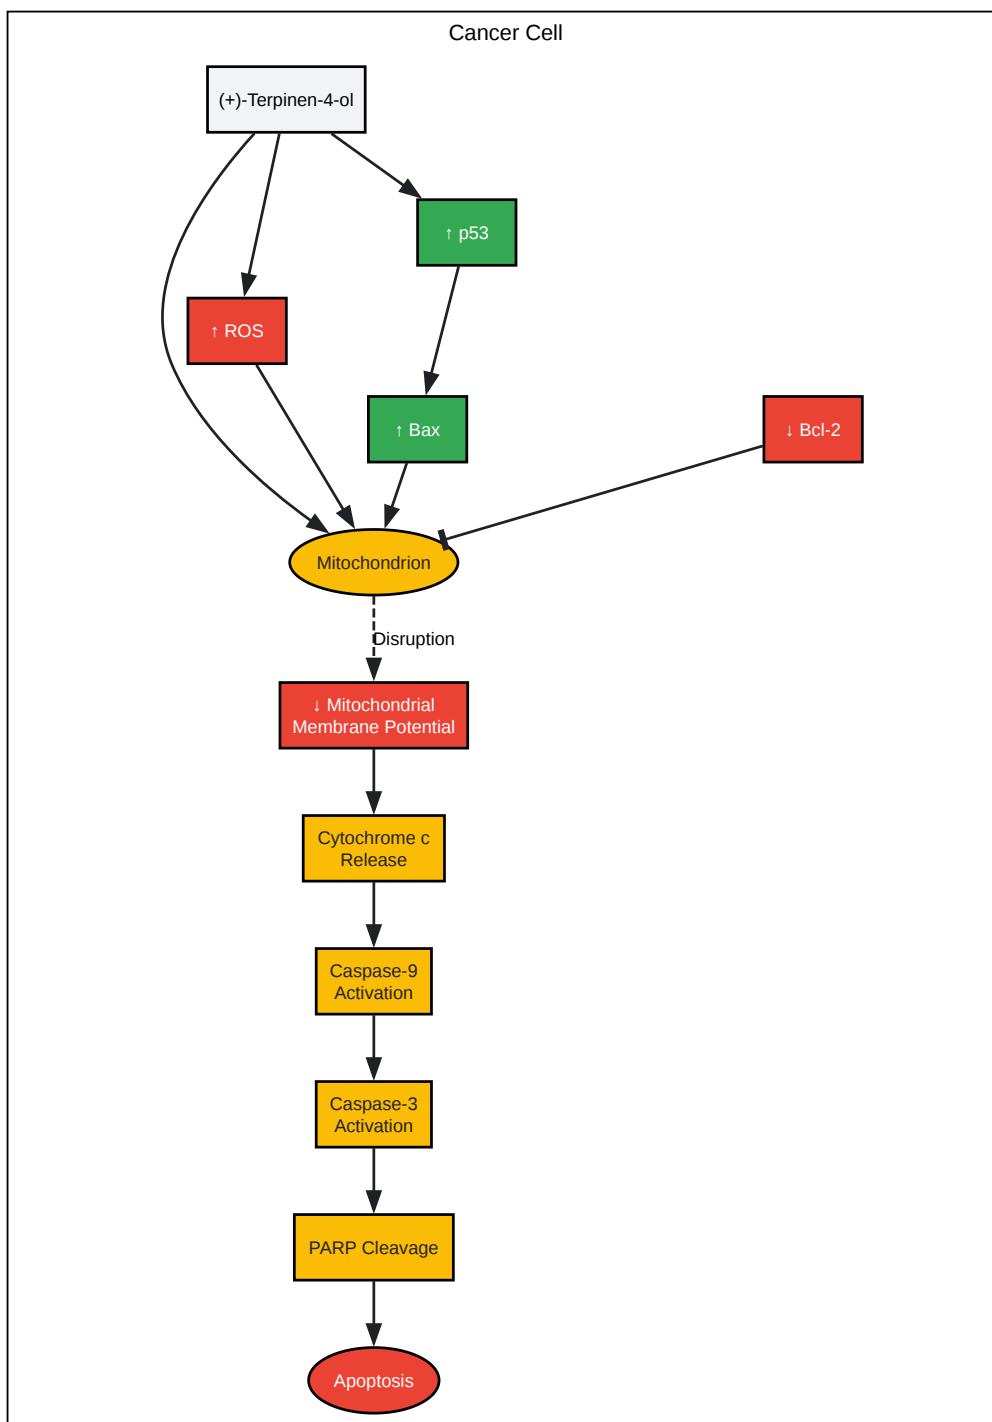 Cancer Cell
(+)-Terpinen-4-ol
↑ p53
↑ ROS
↑ Bax
↓ Bcl-2
Mitochondrion
Disruption
↓ Mitochondrial
Membrane Potential
Cytochrome c
Release
Caspase-9
Activation
Caspase-3
Activation
PARP Cleavage
Apoptosis